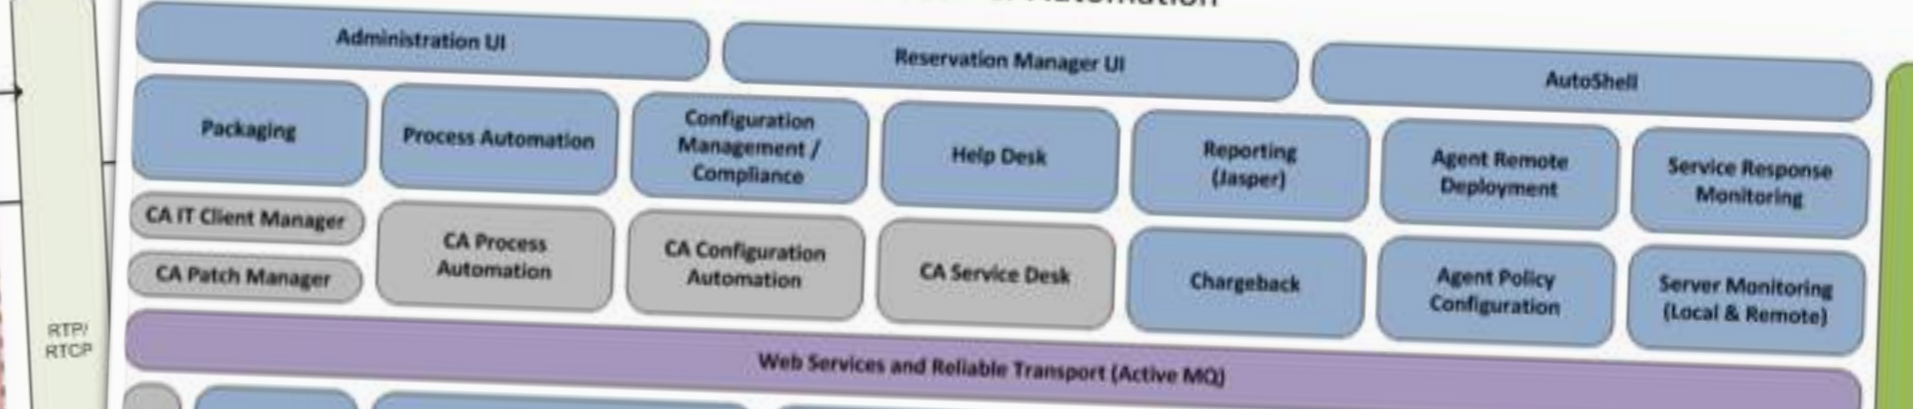 Automation
Administration UI
Reservation Manager UI
AutoShell
Packaging
Process Automation
Configuration
Management /
Compliance
Help Desk
Reporting
(Jasper)
Agent Remote
Deployment
Service Response
Monitoring
CA IT Client Manager
CA Patch Manager
CA Process
Automation
CA Configuration
Automation
CA Service Desk
Chargeback
Agent Policy
Configuration
Server Monitoring
(Local & Remote)
RTP/
RTCP
Web Services and Reliable Transport (Active MQ)